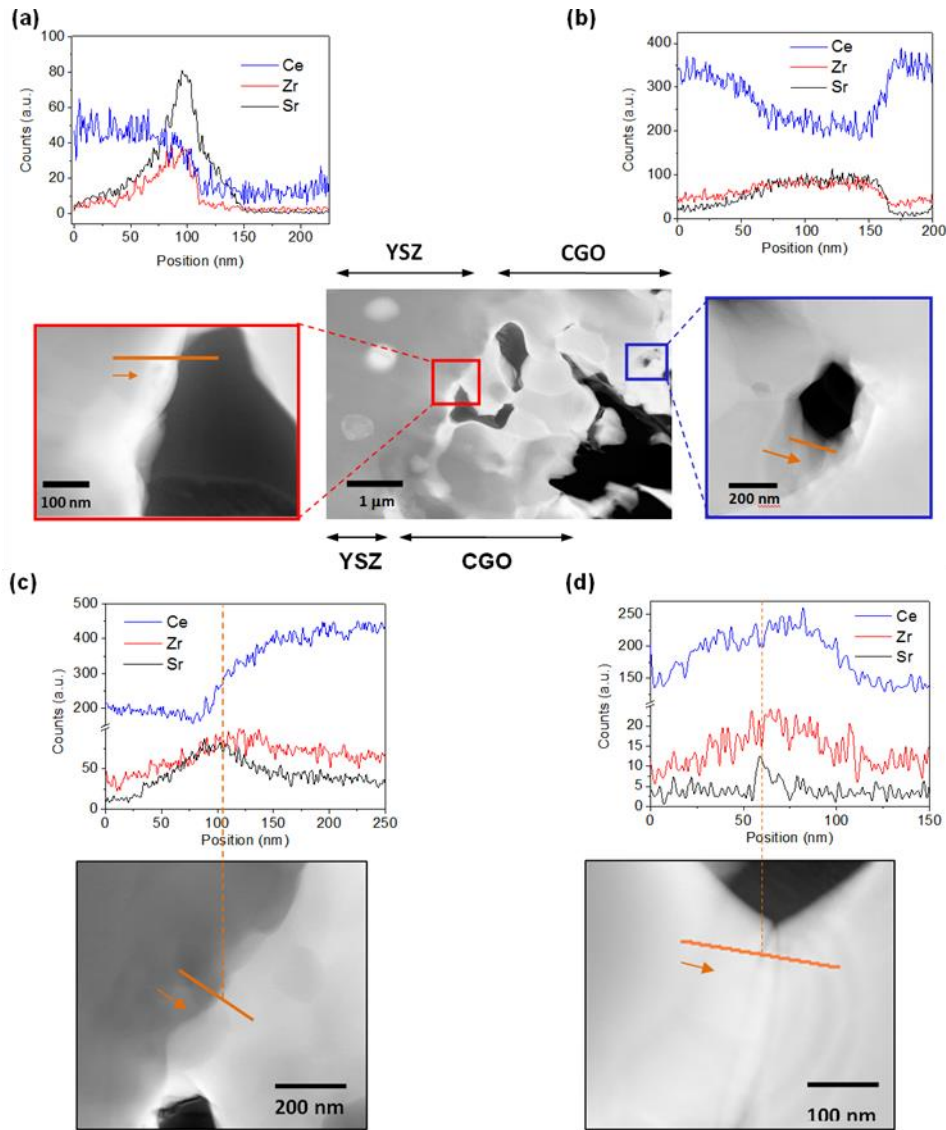 (a)
100
80
60
40
20
0
Counts (a.u.)
Ce
Zr
Sr
0 50 100 150 200
Position (nm)
(b)
400
300
200
100
0
Counts (a.u.)
Ce
Zr
Sr
0 50 100 150 200
Position (nm)
YSZ CGO
100 nm
1 µm
200 nm
YSZ CGO
(c)
500
400
300
200
50
0
Counts (a.u.)
Ce
Zr
Sr
0 50 100 150 200 250
Position (nm)
(d)
250
200
150
20
15
10
5
0
Counts (a.u.)
Ce
Zr
Sr
0 50 100 150
Position (nm)
200 nm
100 nm